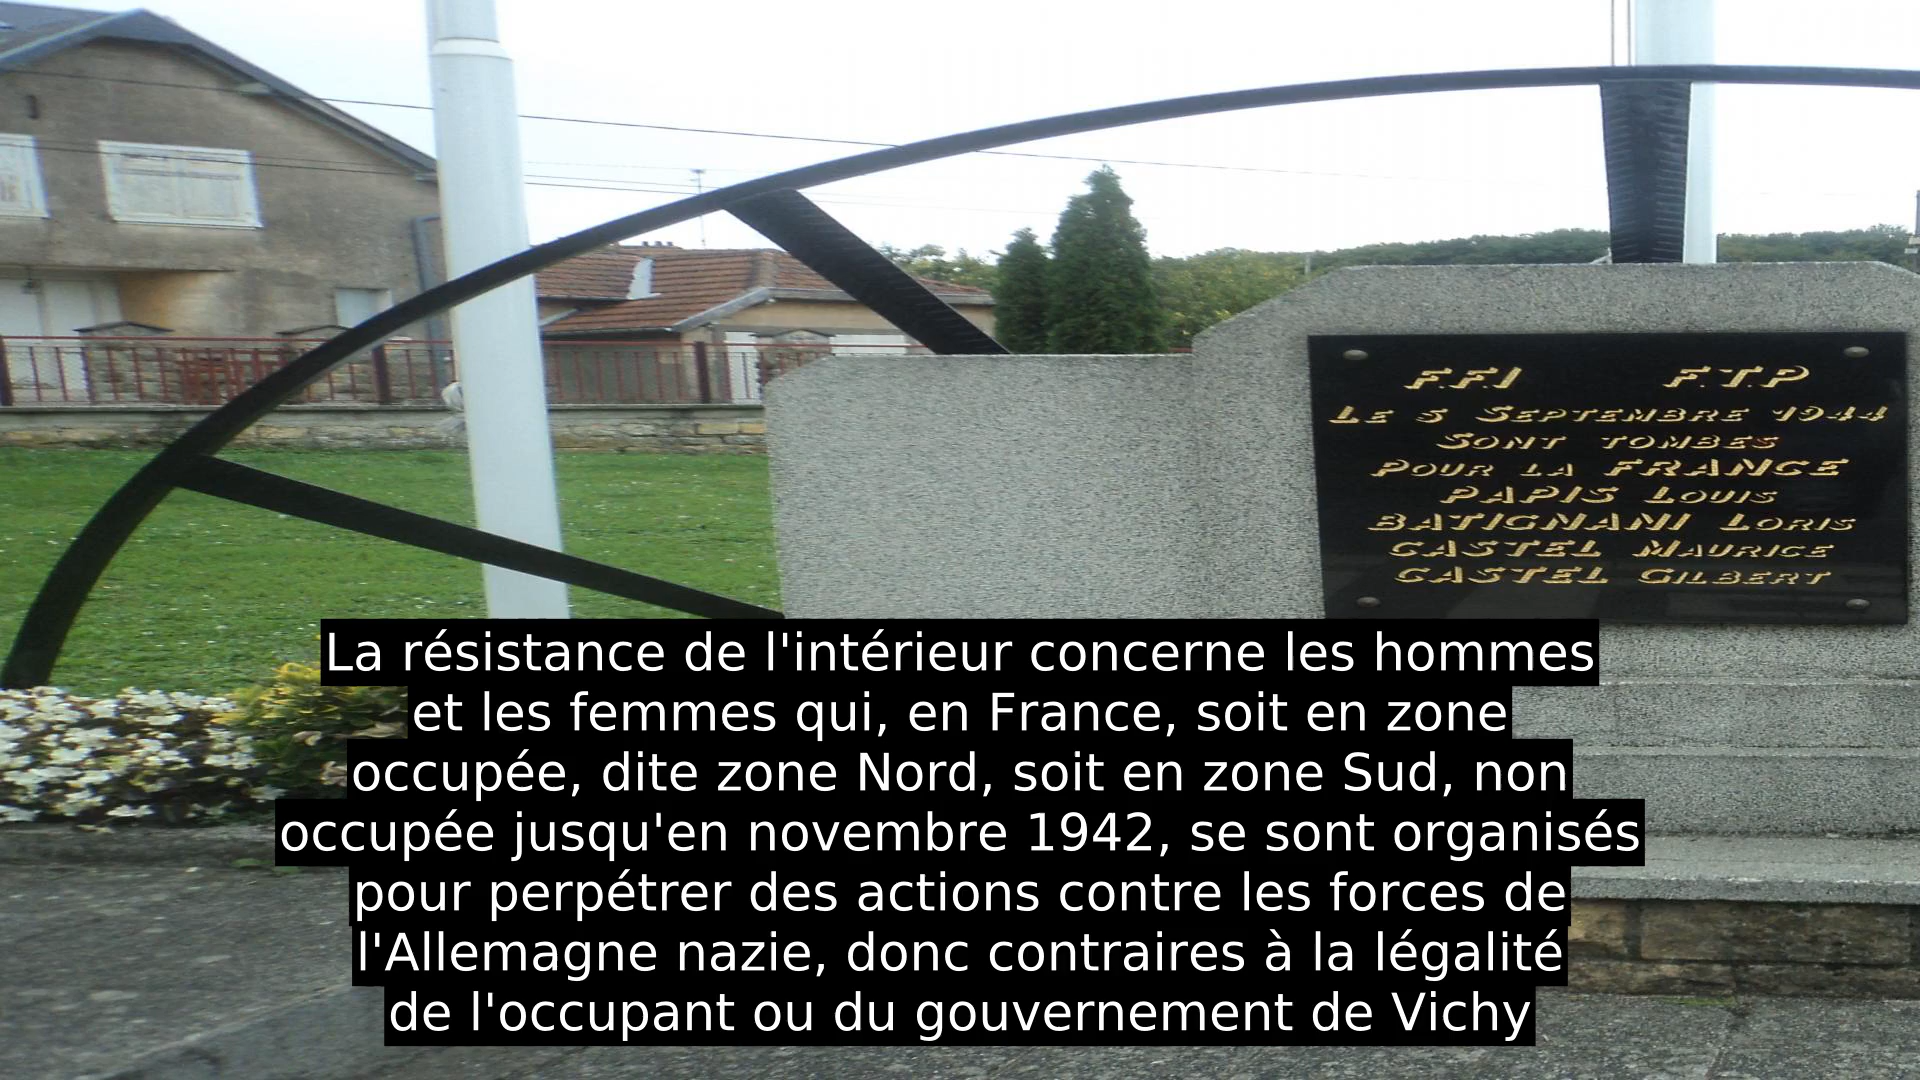 FFI FTP
LE 5 SEPTEMBRE 1944
SONT TOMBES
POUR LA FRANCE
PAPIS LOUIS
BATIGNANI LORIS
CASTEL MAURICE
CASTEL GILBERT
La résistance de l'intérieur concerne les hommes
et les femmes qui, en France, soit en zone
occupée, dite zone Nord, soit en zone Sud, non
occupée jusqu'en novembre 1942, se sont organisés
pour perpétrer des actions contre les forces de
l'Allemagne nazie, donc contraires à la légalité
de l'occupant ou du gouvernement de Vichy